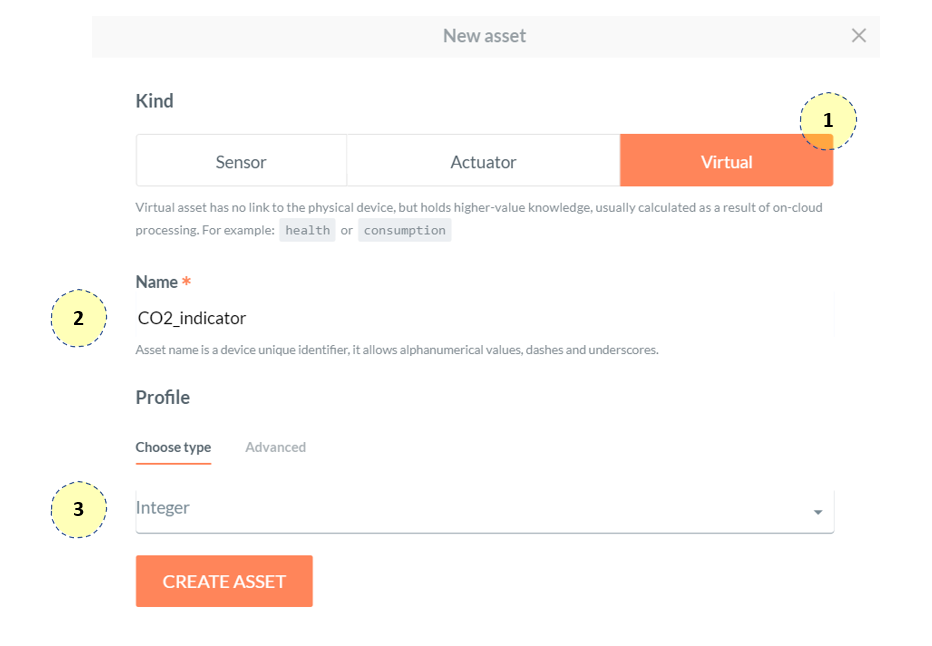 New asset
Kind
1
Sensor Actuator Virtual
Virtual asset has no link to the physical device, but holds higher-value knowledge, usually calculated as a result of on-cloud
processing. For example: health or consumption
Name *
2
CO2_indicator
Asset name is a device unique identifier, it allows alphanumerical values, dashes and underscores.
Profile
Choose type Advanced
3
Integer
CREATE ASSET